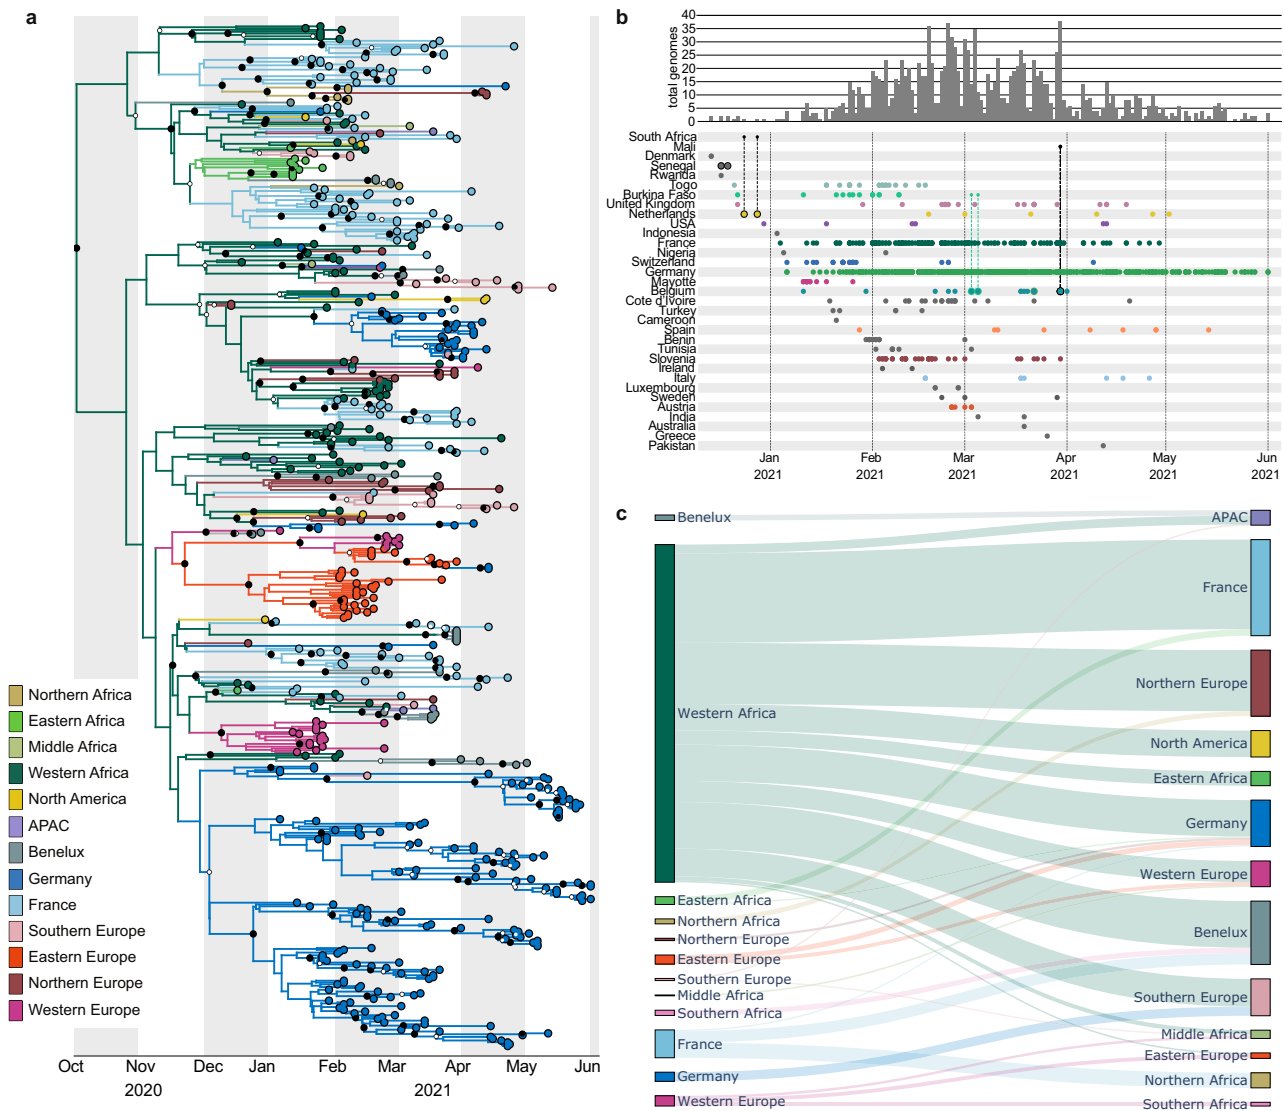 a
Northern Africa
Eastern Africa
Middle Africa
Western Africa
North America
APAC
Benelux
Germany
France
Southern Europe
Eastern Europe
Northern Europe
Western Europe
Oct Nov Dec Jan Feb Mar Apr May Jun
2020 2021
b
total genomes
40
35
30
25
20
15
10
5
0
South Africa
Mali
Denmark
Senegal
Rwanda
Togo
Burkina Faso
United Kingdom
Netherlands
USA
Indonesia
France
Nigeria
Switzerland
Germany
Mayotte
Belgium
Cote d'Ivoire
Turkey
Cameroon
Spain
Benin
Tunisia
Slovenia
Ireland
Italy
Luxembourg
Sweden
Austria
India
Australia
Greece
Pakistan
Jan Feb Mar Apr May Jun
2021 2021 2021 2021 2021 2021
c
Benelux
Western Africa
Eastern Africa
Northern Africa
Northern Europe
Eastern Europe
Southern Europe
Middle Africa
Southern Africa
France
Germany
Western Europe
APAC
France
Northern Europe
North America
Eastern Africa
Germany
Western Europe
Benelux
Southern Europe
Middle Africa
Eastern Europe
Northern Africa
Southern Africa